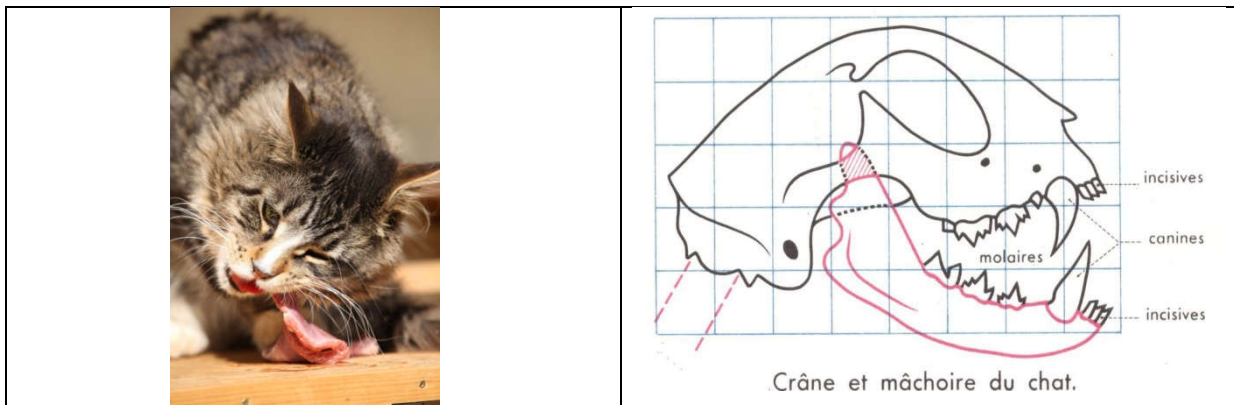 incisives
canines
molaires
incisives
Crâne et mâchoire du chat.